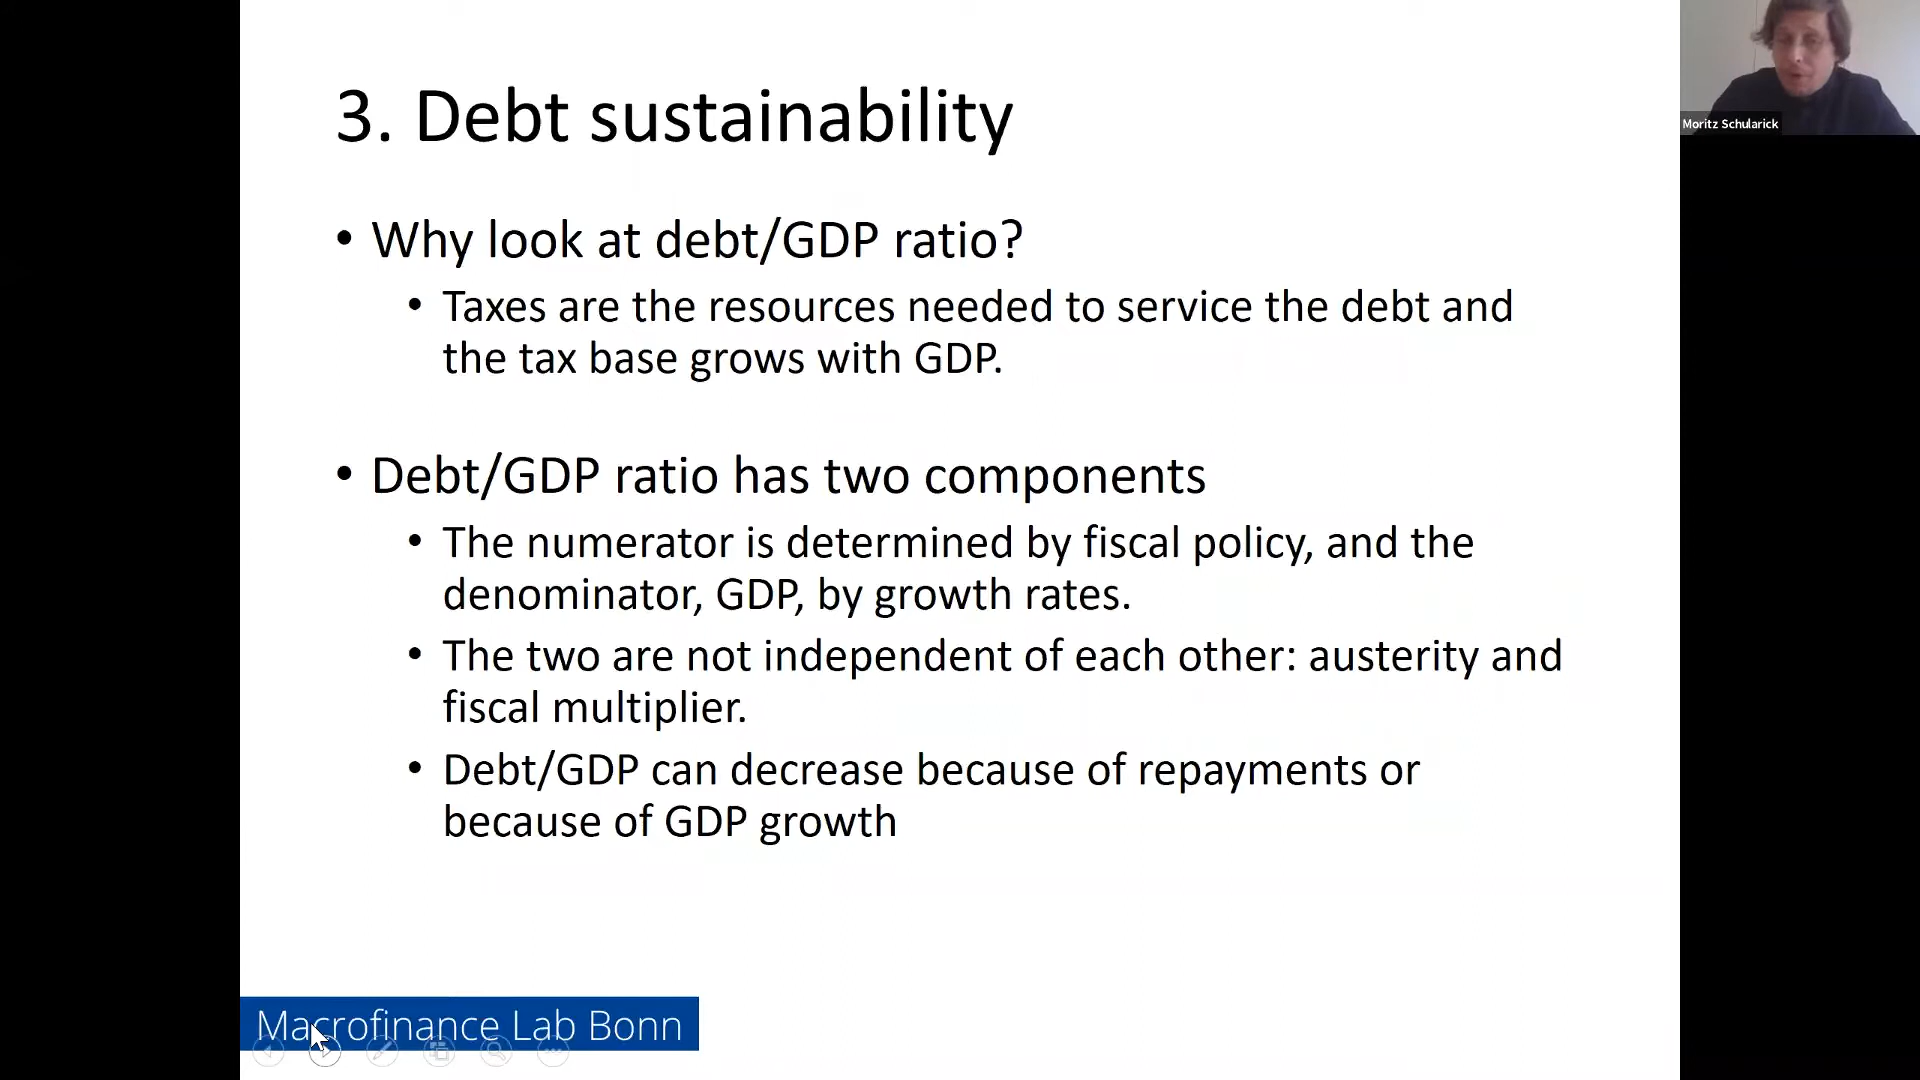 3. Debt sustainability
Moritz Schularick
• Why look at debt/GDP ratio?
• Taxes are the resources needed to service the debt and
the tax base grows with GDP.
• Debt/GDP ratio has two components
• The numerator is determined by fiscal policy, and the
denominator, GDP, by growth rates.
• The two are not independent of each other: austerity and
fiscal multiplier.
• Debt/GDP can decrease because of repayments or
because of GDP growth
Macrofinance Lab Bonn